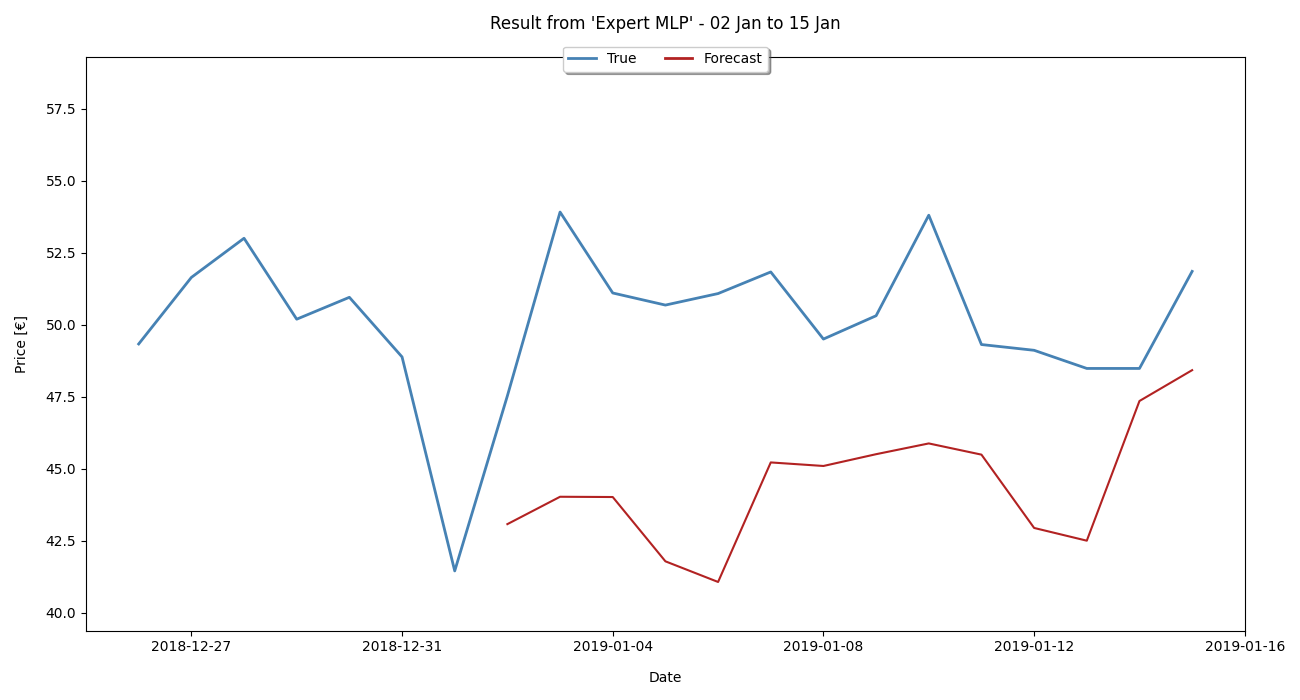 Result from 'Expert MLP' - 02 Jan to 15 Jan
True
Forecast
57.5
55.0
52.5
50.0
47.5
45.0
42.5
40.0
Price [€]
2018-12-27
2018-12-31
2019-01-04
2019-01-08
2019-01-12
2019-01-16
Date